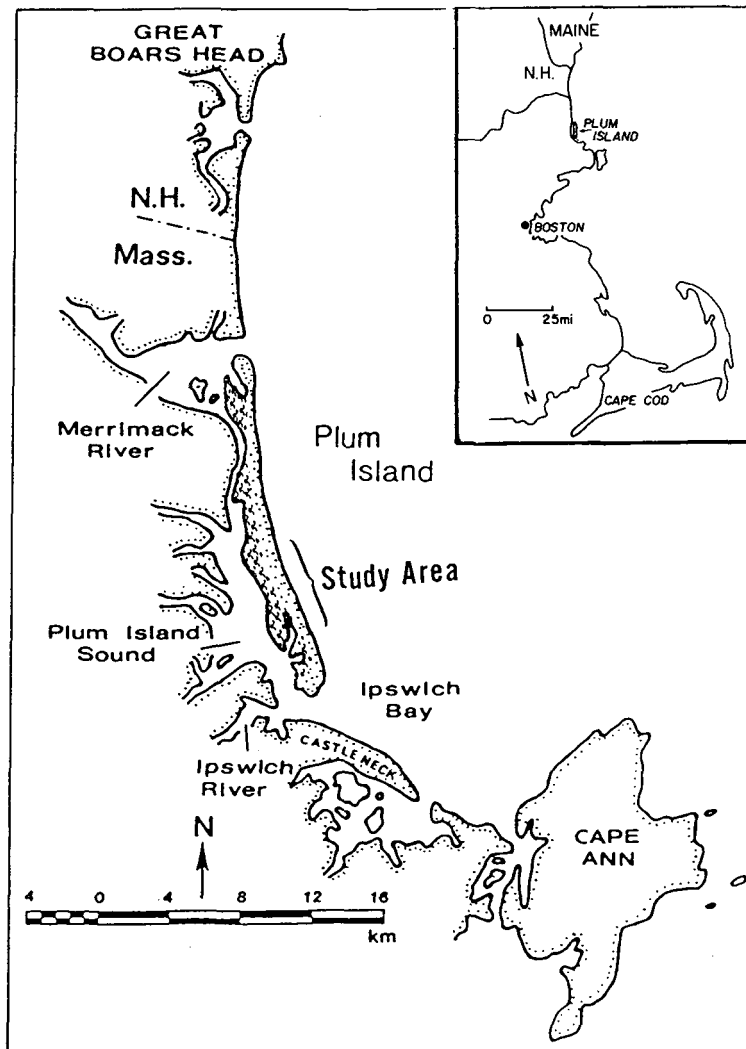 GREAT
BOARS HEAD
N.H.
Mass.
Merrimack
River
Plum
Island
Study Area
Plum Island
Sound
Ipswich
Bay
CASTLE NECK
Ipswich
River
N
CAPE
ANN
4 0 4 8 12 16
km
MAINE
N.H.
PLUM
ISLAND
BOSTON
0 25mi
N
CAPE COD